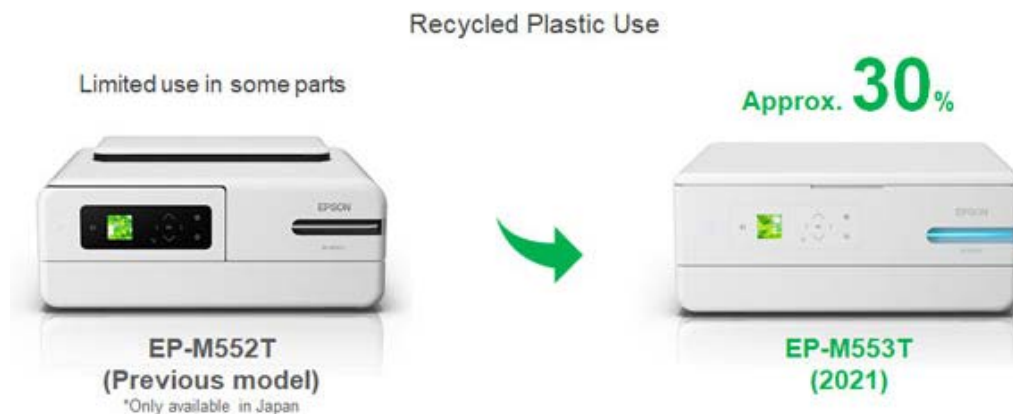 Recycled Plastic Use
Limited use in some parts
Approx. 30%
EPSON
EPSON
EP-M552T
(Previous model)
*Only available in Japan
EP-M553T
(2021)